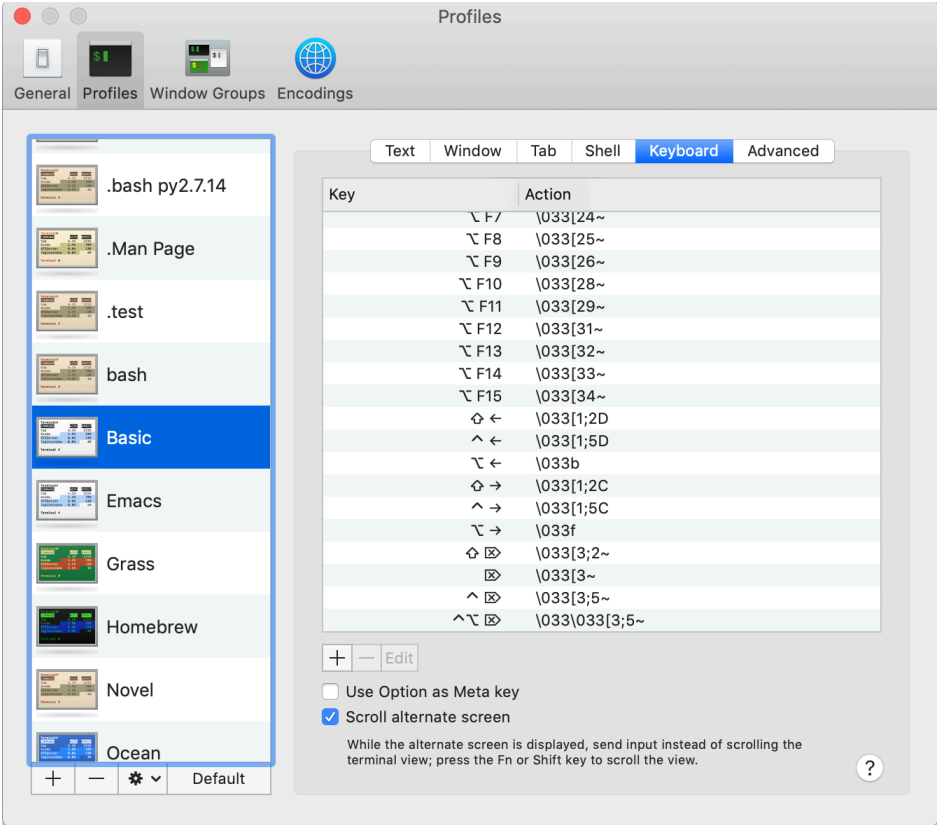 Profiles
General Profiles Window Groups Encodings
.bash py2.7.14
.Man Page
.test
bash
Basic
Emacs
Grass
Homebrew
Novel
Ocean
+ − Default
Text Window Tab Shell Keyboard Advanced
Key Action
⌥ F7 \033[24~
⌥ F8 \033[25~
⌥ F9 \033[26~
⌥ F10 \033[28~
⌥ F11 \033[29~
⌥ F12 \033[31~
⌥ F13 \033[32~
⌥ F14 \033[33~
⌥ F15 \033[34~
⇧ ← \033[1;2D
^ ← \033[1;5D
⌥ ← \033b
⇧ → \033[1;2C
^ → \033[1;5C
⌥ → \033f
⇧ ⌦ \033[3;2~
⌦ \033[3~
^ ⌦ \033[3;5~
^⌥ ⌦ \033\033[3;5~
+ − Edit
Use Option as Meta key
Scroll alternate screen
While the alternate screen is displayed, send input instead of scrolling the
terminal view; press the Fn or Shift key to scroll the view.
?